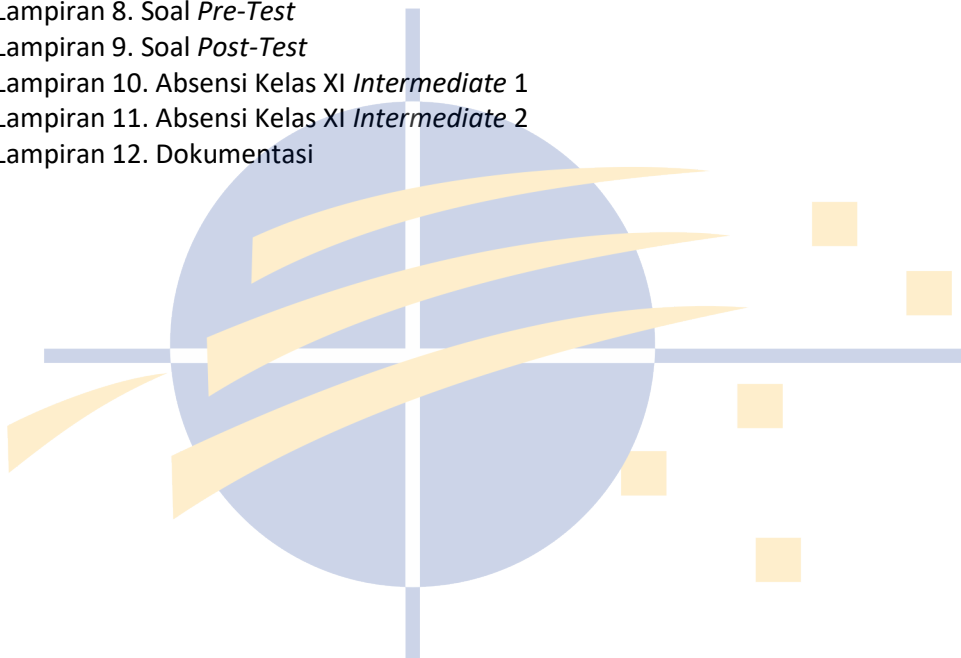 Lampiran 8. Soal Pre-Test
Lampiran 9. Soal Post-Test
Lampiran 10. Absensi Kelas XI Intermediate 1
Lampiran 11. Absensi Kelas XI Intermediate 2
Lampiran 12. Dokumentasi